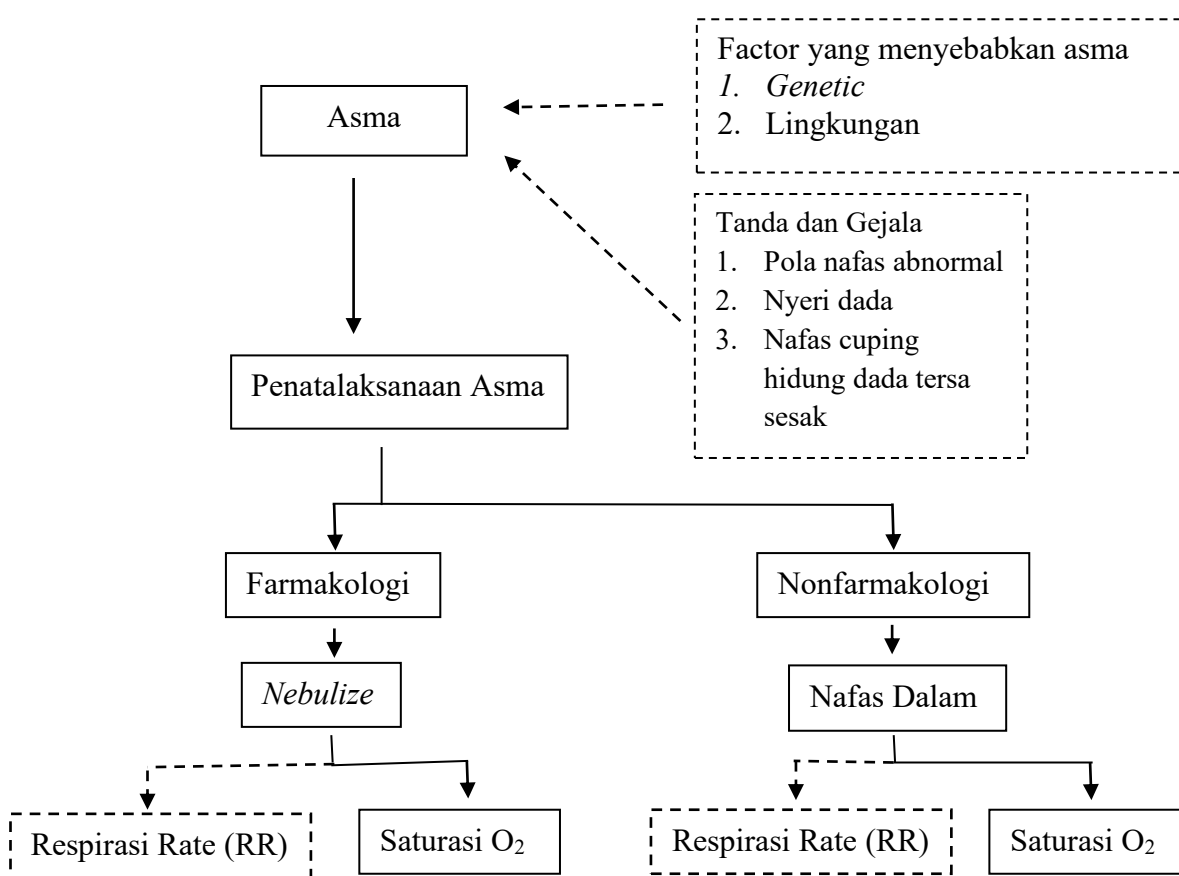 Factor yang menyebabkan asma
1. Genetic
2. Lingkungan
Asma
Tanda dan Gejala
1. Pola nafas abnormal
2. Nyeri dada
3. Nafas cuping
hidung dada tersa
sesak
Penatalaksanaan Asma
Farmakologi
Nonfarmakologi
Nebulize
Nafas Dalam
Respirasi Rate (RR)
Saturasi O₂
Respirasi Rate (RR)
Saturasi O₂